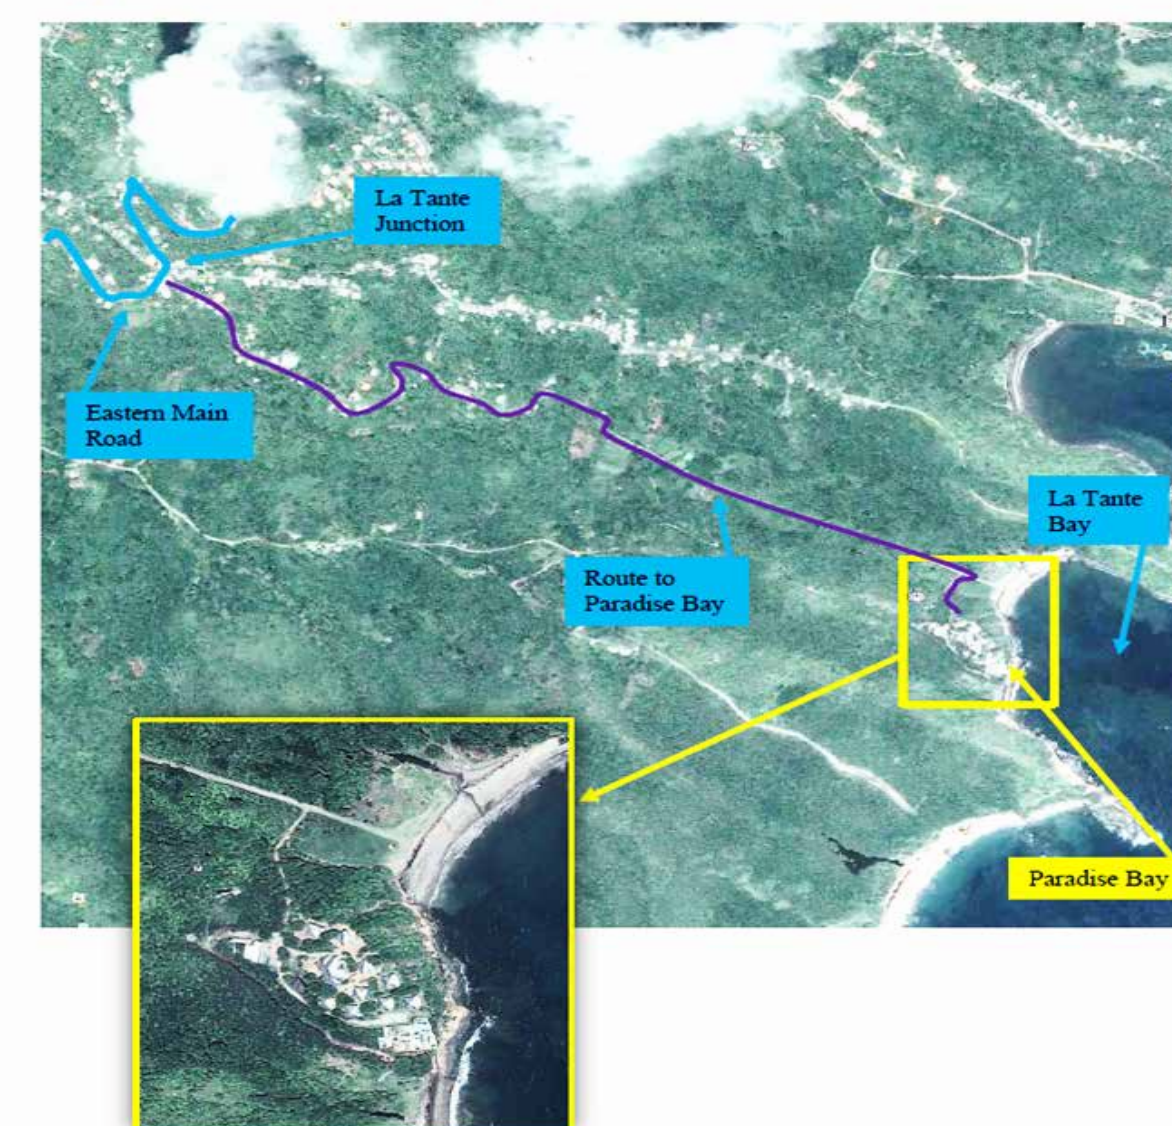 La Tante
Junction
Eastern Main
Road
La Tante
Bay
Route to
Paradise Bay
Paradise Bay